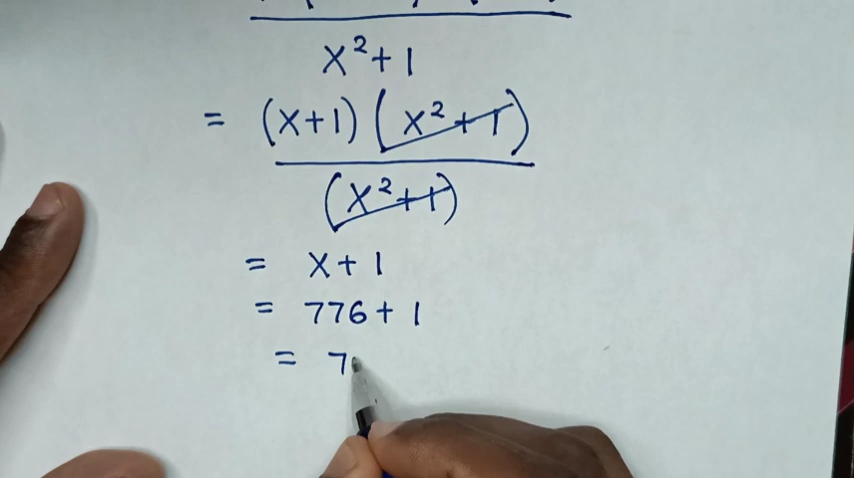 x²+1
= (x+1)(x²+1)
(x²+1)
= x+1
= 776+1
= 7